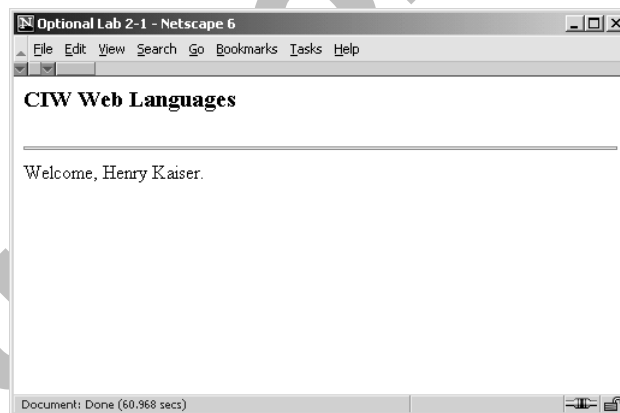 Optional Lab 2-1 - Netscape 6
File Edit View Search Go Bookmarks Tasks Help
CIW Web Languages
Welcome, Henry Kaiser.
Document: Done (60.968 secs)